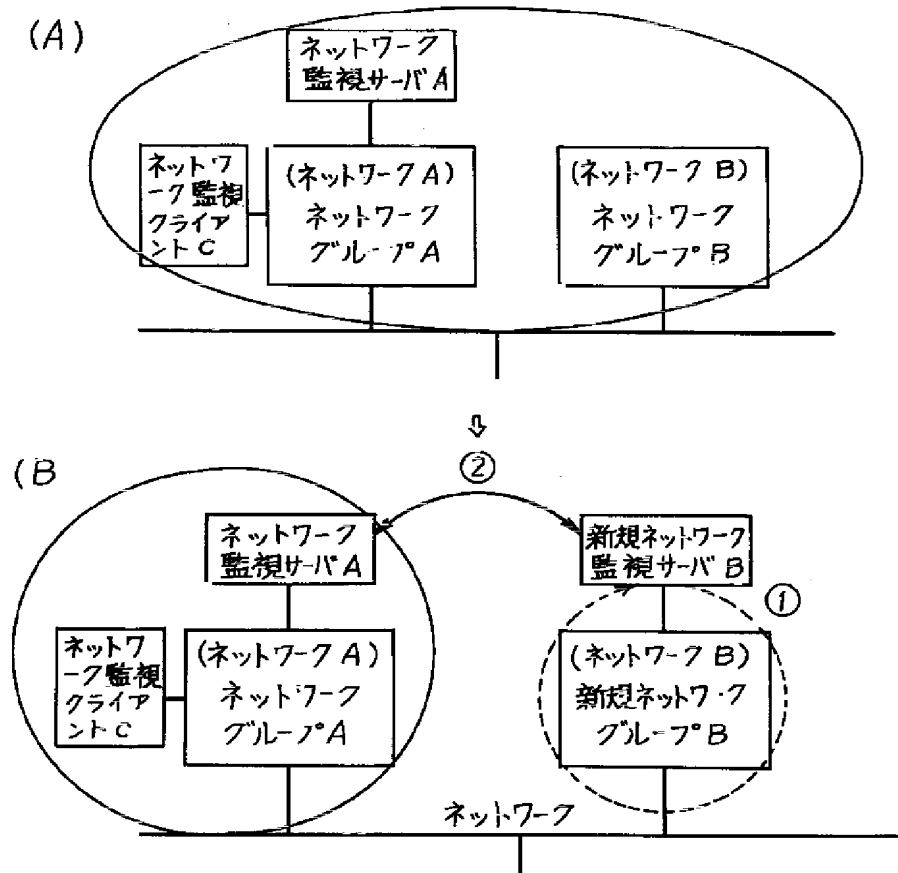 (A)
ネットワーク
監視サーバA
ネットワ
ーク監視
クライア
ントC
(ネットワークA)
ネットワーク
グループA
(ネットワークB)
ネットワーク
グループB
⇩
(B
②
ネットワーク
監視サーバA
新規ネットワーク
監視サーバB
①
ネットワ
ーク監視
クライア
ントC
(ネットワークA)
ネットワーク
グループA
(ネットワークB)
新規ネットワーク
グループB
ネットワーク